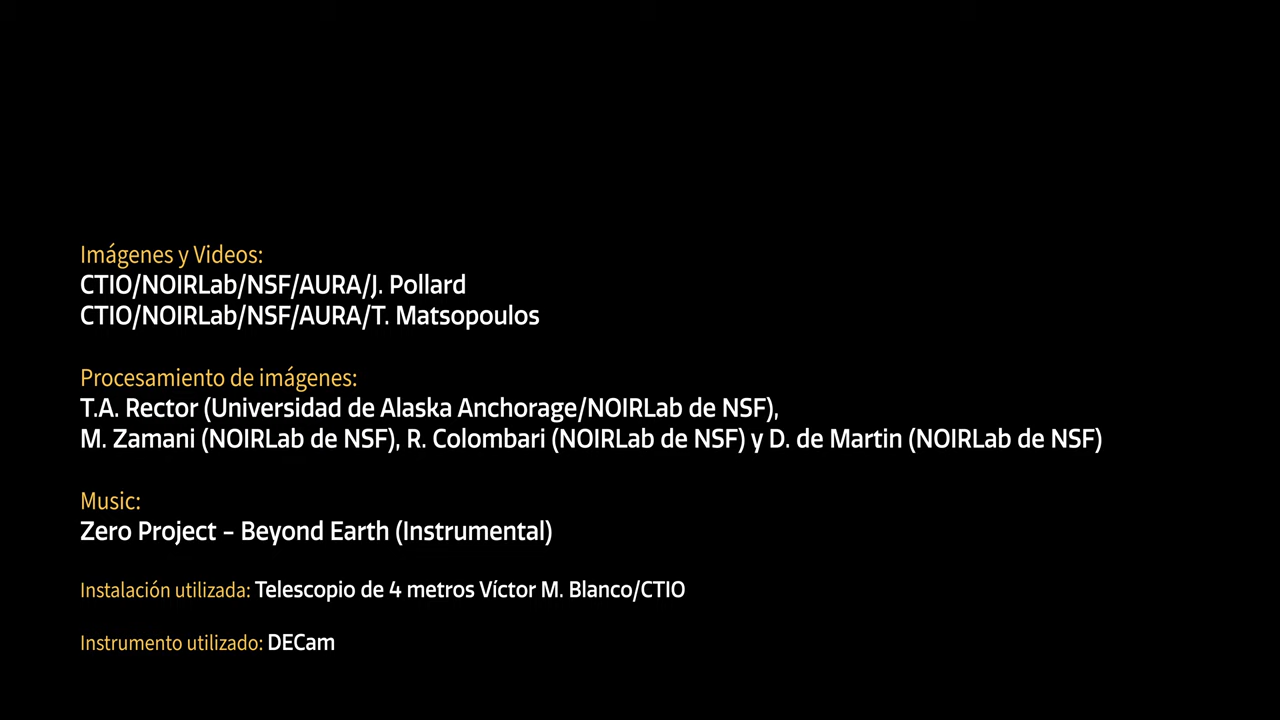 Imágenes y Videos:
CTIO/NOIRLab/NSF/AURA/J. Pollard
CTIO/NOIRLab/NSF/AURA/T. Matsopoulos
Procesamiento de imágenes:
T.A. Rector (Universidad de Alaska Anchorage/NOIRLab de NSF),
M. Zamani (NOIRLab de NSF), R. Colombari (NOIRLab de NSF) y D. de Martin (NOIRLab de NSF)
Music:
Zero Project – Beyond Earth (Instrumental)
Instalación utilizada: Telescopio de 4 metros Víctor M. Blanco/CTIO
Instrumento utilizado: DECam